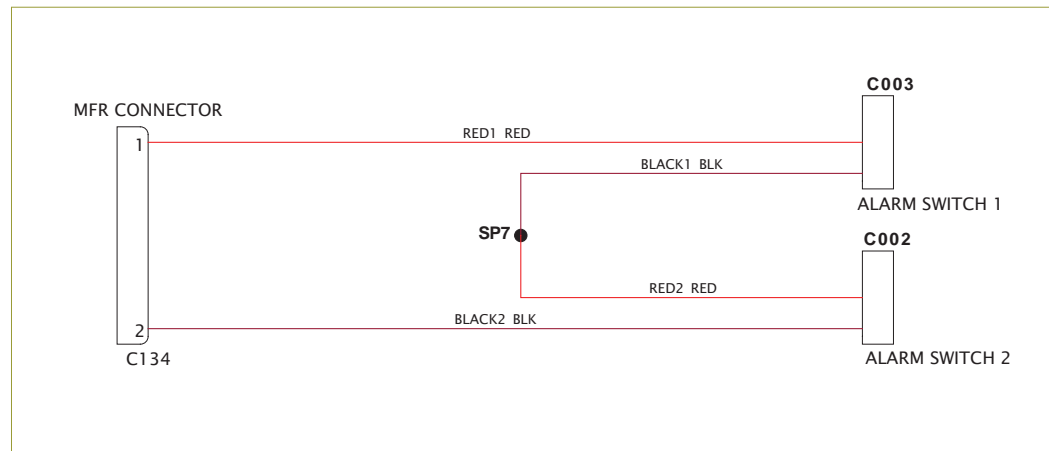 C003
MFR CONNECTOR
1
RED1 RED
BLACK1 BLK
ALARM SWITCH 1
SP7
C002
RED2 RED
BLACK2 BLK
2
C134
ALARM SWITCH 2